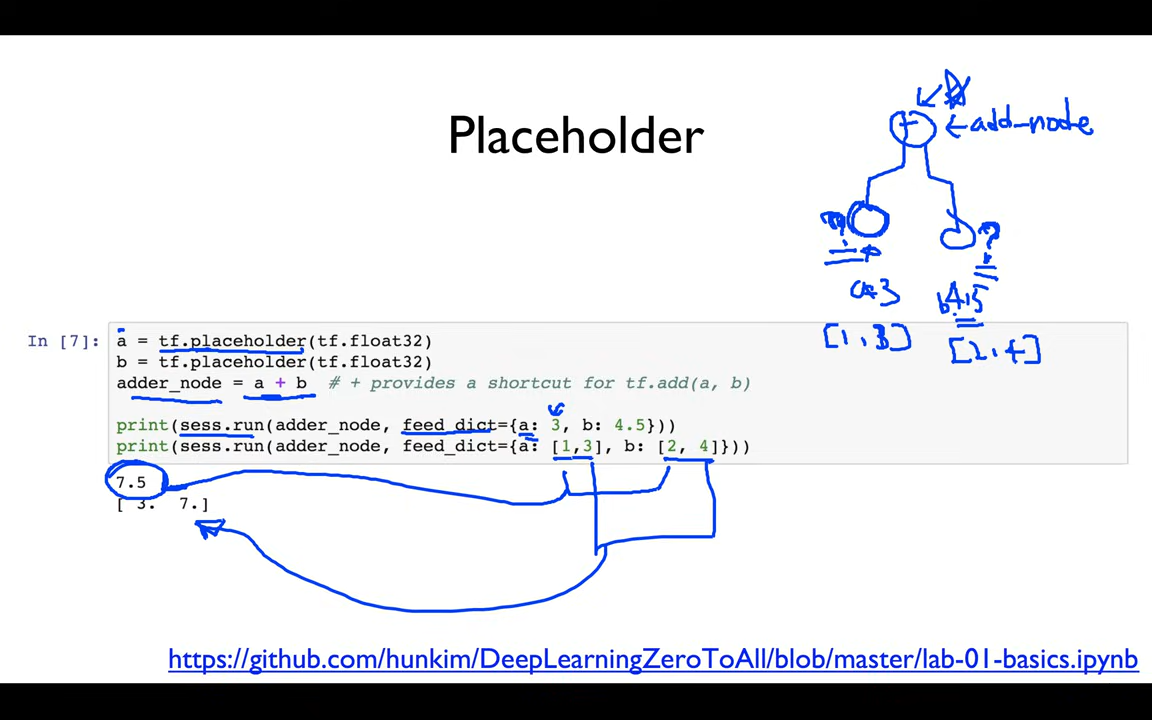 Placeholder
+ ← add_node
? ?
a=3 b4.5
[1,3] [2,4]
In [7]: a = tf.placeholder(tf.float32)
b = tf.placeholder(tf.float32)
adder_node = a + b # + provides a shortcut for tf.add(a, b)
print(sess.run(adder_node, feed_dict={a: 3, b: 4.5}))
print(sess.run(adder_node, feed_dict={a: [1,3], b: [2, 4]}))
7.5
[ 3. 7.]
https://github.com/hunkim/DeepLearningZeroToAll/blob/master/lab-01-basics.ipynb